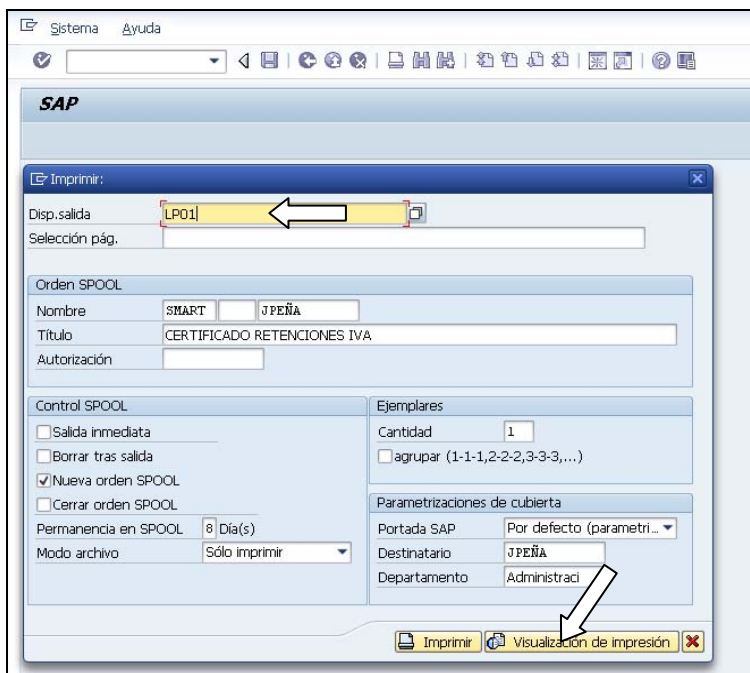 Sistema Ayuda
SAP
Imprimir:
Disp.salida LP01
Selección pág.
Orden SPOOL
Nombre SMART JPEÑA
Título CERTIFICADO RETENCIONES IVA
Autorización
Control SPOOL
Salida inmediata
Borrar tras salida
Nueva orden SPOOL
Cerrar orden SPOOL
Permanencia en SPOOL 8 Día(s)
Modo archivo Sólo imprimir
Ejemplares
Cantidad 1
agrupar (1-1-1,2-2-2,3-3-3,...)
Parametrizaciones de cubierta
Portada SAP Por defecto (parametri...
Destinatario JPEÑA
Departamento Administraci
Imprimir Visualización de impresión